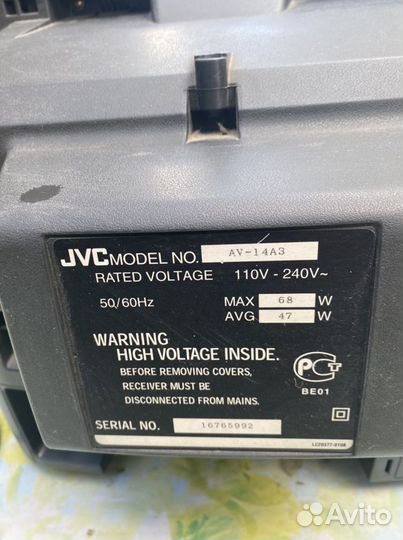 JVC MODEL NO. AV-14A3
RATED VOLTAGE 110V - 240V~
50/60Hz
MAX 68 W
AVG 47 W
WARNING
HIGH VOLTAGE INSIDE.
BEFORE REMOVING COVERS,
RECEIVER MUST BE
DISCONNECTED FROM MAINS.
РСТ
BE01
SERIAL NO. 16765992
Avito